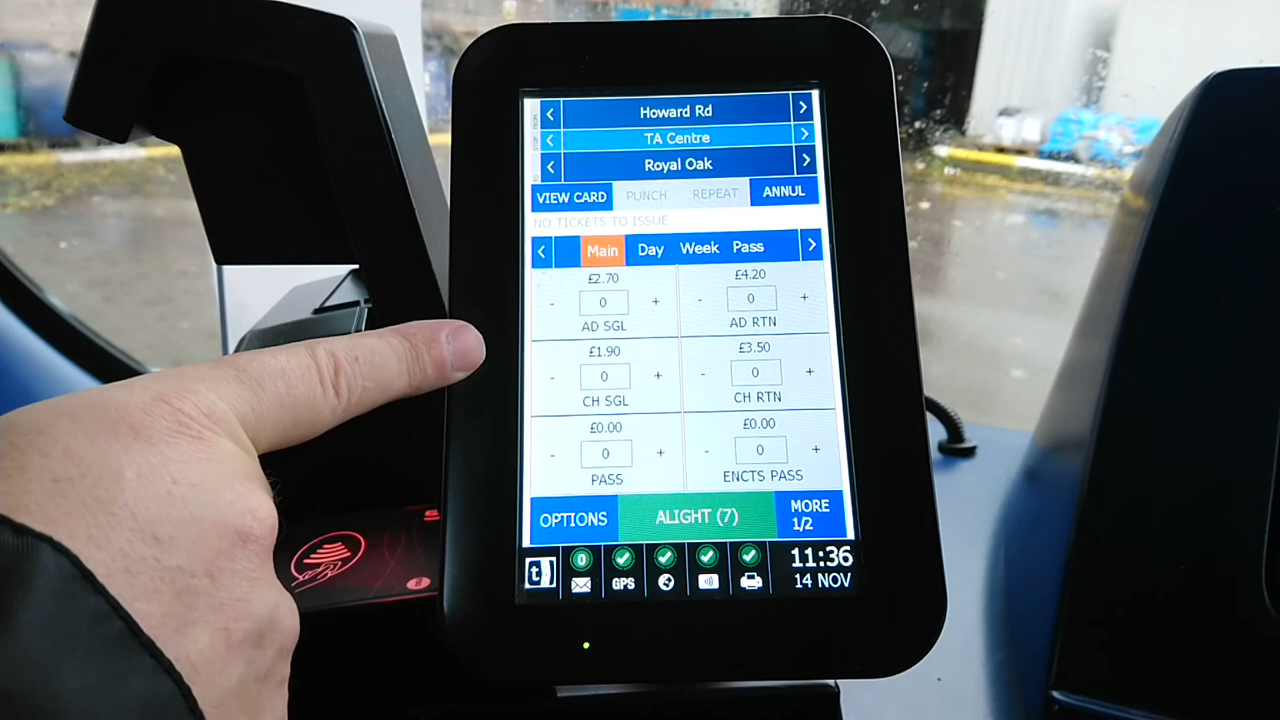 Howard Rd
TA Centre
Royal Oak
VIEW CARD PUNCH REPEAT ANNUL
NO TICKETS TO ISSUE
Main Day Week Pass
£2.70 £4.20
- 0 + - 0 +
AD SGL AD RTN
£1.90 £3.50
- 0 + - 0 +
CH SGL CH RTN
£0.00 £0.00
- 0 + - 0 +
PASS ENCTS PASS
OPTIONS ALIGHT (7) MORE 1/2
0 11:36
t GPS 14 NOV